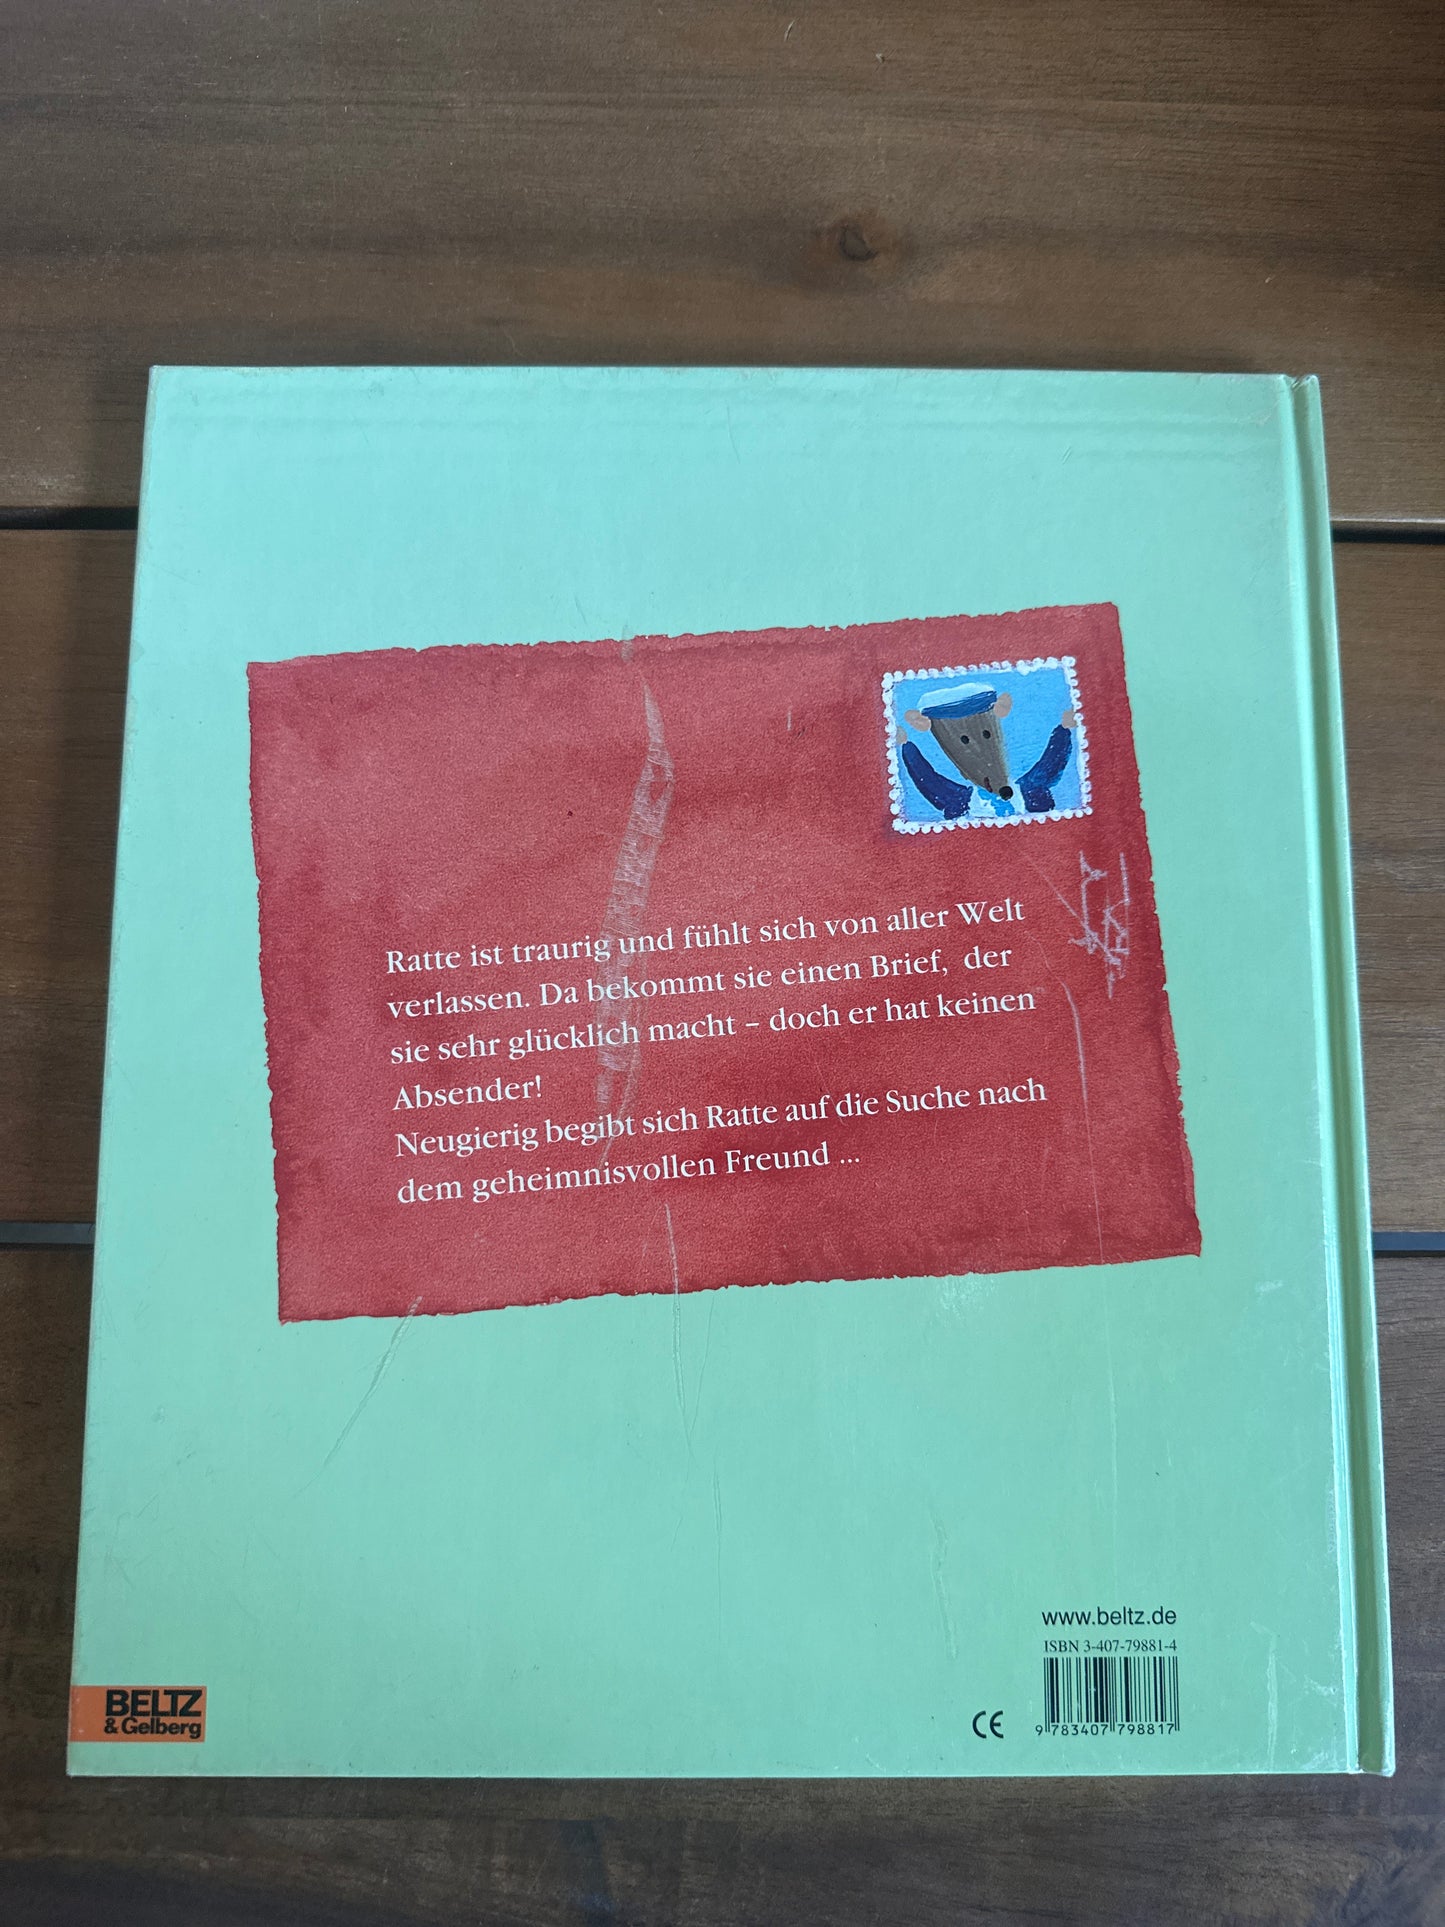 Ratte ist traurig und fühlt sich von aller Welt
verlassen. Da bekommt sie einen Brief, der
sie sehr glücklich macht – doch er hat keinen
Absender!
Neugierig begibt sich Ratte auf die Suche nach
dem geheimnisvollen Freund ...
www.beltz.de
ISBN 3-407-79881-4
9 783407 798817
CE
BELTZ
& Gelberg